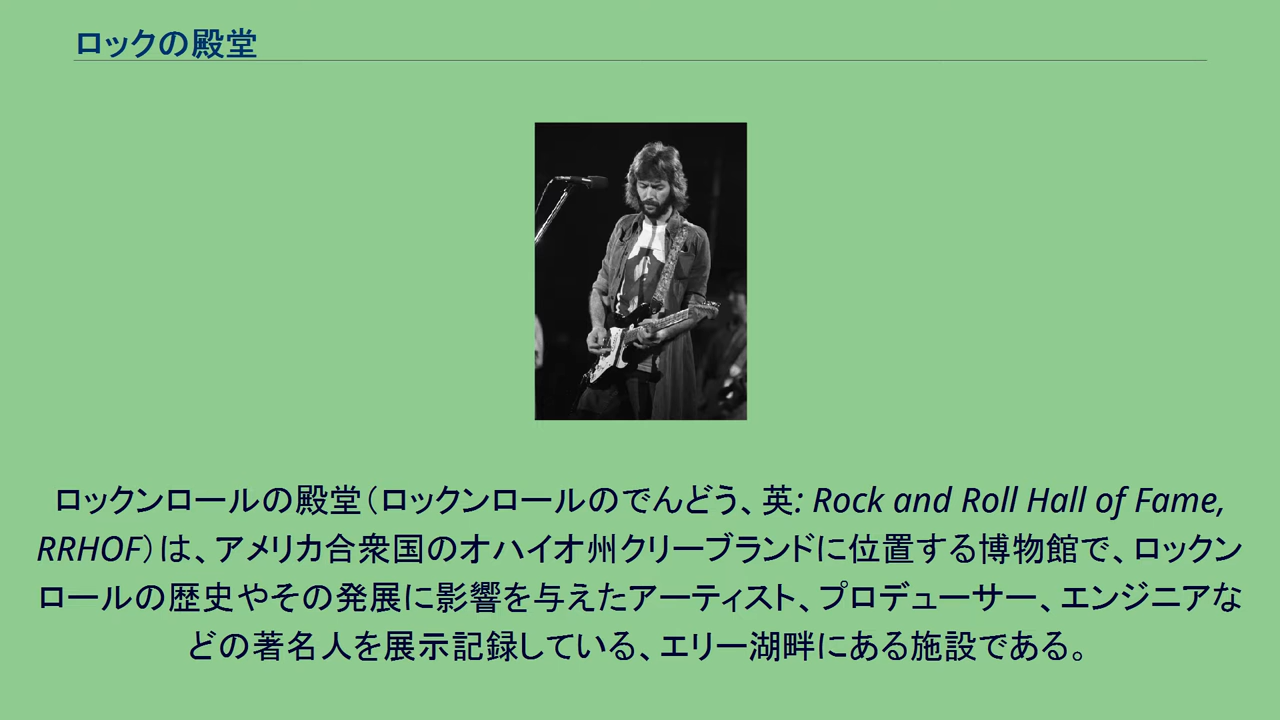 ロックの殿堂
ロックンロールの殿堂（ロックンロールのでんどう、英: Rock and Roll Hall of Fame,
RRHOF）は、アメリカ合衆国のオハイオ州クリーブランドに位置する博物館で、ロックン
ロールの歴史やその発展に影響を与えたアーティスト、プロデューサー、エンジニアな
どの著名人を展示記録している、エリー湖畔にある施設である。